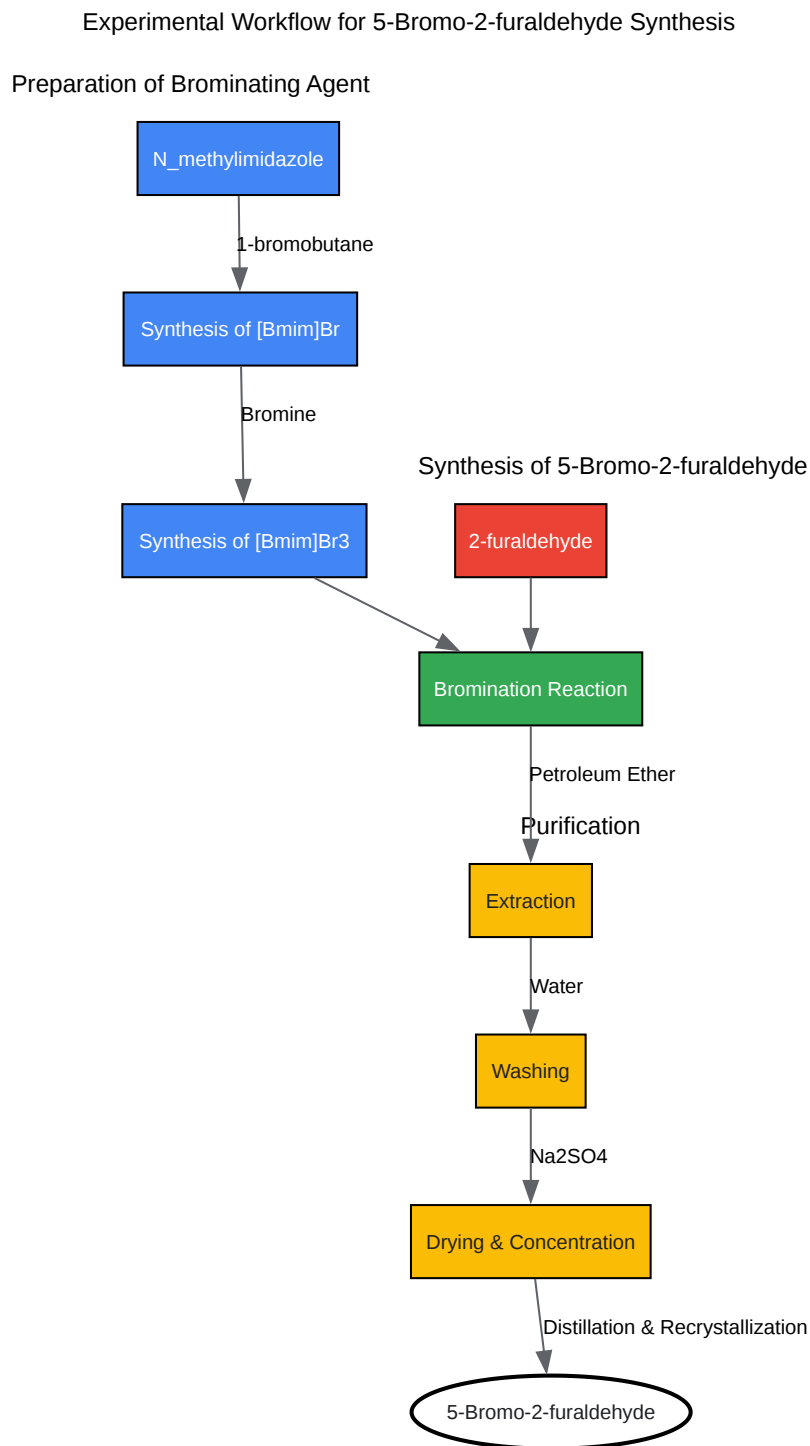 Experimental Workflow for 5-Bromo-2-furaldehyde Synthesis
Preparation of Brominating Agent
N_methylimidazole
1-bromobutane
Synthesis of [Bmim]Br
Bromine
Synthesis of 5-Bromo-2-furaldehyde
Synthesis of [Bmim]Br3
2-furaldehyde
Bromination Reaction
Petroleum Ether
Purification
Extraction
Water
Washing
Na2SO4
Drying & Concentration
Distillation & Recrystallization
5-Bromo-2-furaldehyde